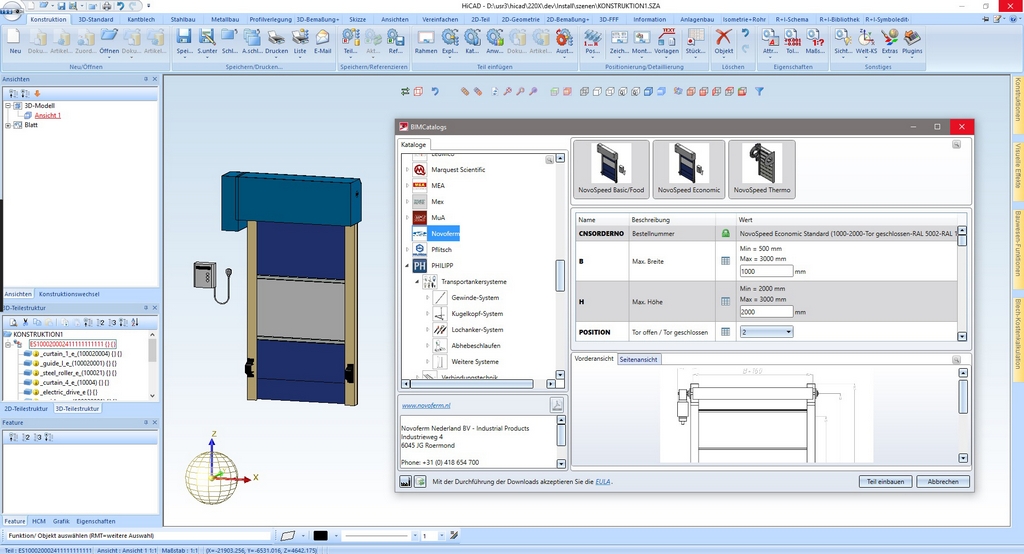 HiCAD - D:\usr3\hicad\220X\dev\Install\szenen\KONSTRUKTION1.SZA
Konstruktion 3D-Standard Kantblech Stahlbau Metallbau Profilverlegung 3D-Bemaßung+ Skizze Ansichten Vereinfachen 2D-Teil 2D-Geometrie 2D-Bemaßung+ 3D-FFF Information Anlagenbau Isometrie+Rohr R+I-Schema R+I-Bibliothek R+I-Symboledit
Neu Doku... Artikel... Doku... Öffnen Artikel... Spei... S.unter Schl... A.schl... Drucken Liste E-Mail Teil... Akt... Ref... Rahmen Expl... Anw... Artikel... Aust... Pos... Zeich... Mont... Vorlagen Stück... Objekt Attr... Tol... Maßs... Sicht... Welt-KS Extras Plugins
Neu/Öffnen Speichern/Drucken... Speichern/Referenzieren Teil einfügen Positionierung/Detaillierung Löschen Eigenschaften Sonstiges
Ansichten
3D-Modell
Ansicht 1
Blatt
Ansichten Konstruktionswechsel
3D-Teilestruktur
KONSTRUKTION1
_curtain_1_e_(100020004) {} {}
_guide_l_e_(100020001) {} {}
_steel_roller_e_(100021) {} {}
_curtain_4_e_(10004) {} {}
_electric_drive_e {} {}
2D-Teilestruktur 3D-Teilestruktur
Feature
Feature HCM Grafik Eigenschaften
Funktion/ Objekt auswählen (RMT=weitere Auswahl)
1
Ansicht : Ansicht 1 1:1 Maßstab : 1:1 (X=-21903.256, Y=-6531.016, Z=4642.175)
Z
X
Konstruktionen
Visuelle Effekte
Bauwesen-Funktionen
Blech-Kostenkalkulation
BIMCatalogs
Kataloge
Marquest Scientific
MEA
Mex
MuA
Novoferm
Pflitsch
PHILIPP
Transportankersysteme
Gewinde-System
Kugelkopf-System
Lochanker-System
Abhebeschlaufen
Weitere Systeme
Verbindungstechnik
www.novoferm.nl
Novoferm Nederland BV - Industrial Products
Industrieweg 4
6045 JG Roermond
Phone: +31 (0) 418 654 700
NovoSpeed Basic/Food NovoSpeed Economic NovoSpeed Thermo
Name Beschreibung Wert
CNSORDERNO Bestellnummer NovoSpeed Economic Standard (1000-2000-Tor geschlossen-RAL 5002-RAL 1
B Max. Breite Min = 500 mm
Max = 3000 mm
1000 mm
H Max. Höhe Min = 2000 mm
Max = 3000 mm
2000 mm
POSITION Tor offen / Tor geschlossen 2
Vorderansicht Seitenansicht
Mit der Durchführung der Downloads akzeptieren Sie die EULA.
Teil einbauen Abbrechen